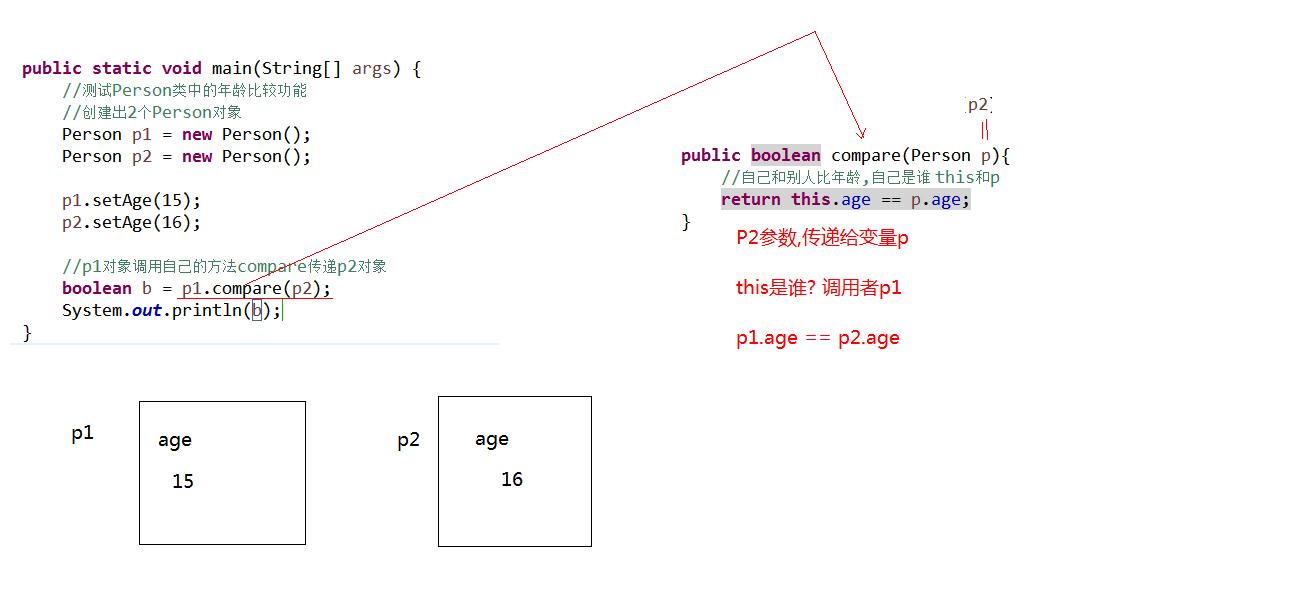 public static void main(String[] args) {
//测试Person类中的年龄比较功能
//创建出2个Person对象
Person p1 = new Person();
Person p2 = new Person();
p1.setAge(15);
p2.setAge(16);
//p1对象调用自己的方法compare传递p2对象
boolean b = p1.compare(p2);
System.out.println(b);
}
p2
public boolean compare(Person p){
//自己和别人比年龄,自己是谁 this和p
return this.age == p.age;
}
P2参数,传递给变量p
this是谁? 调用者p1
p1.age == p2.age
p1
age
15
p2
age
16